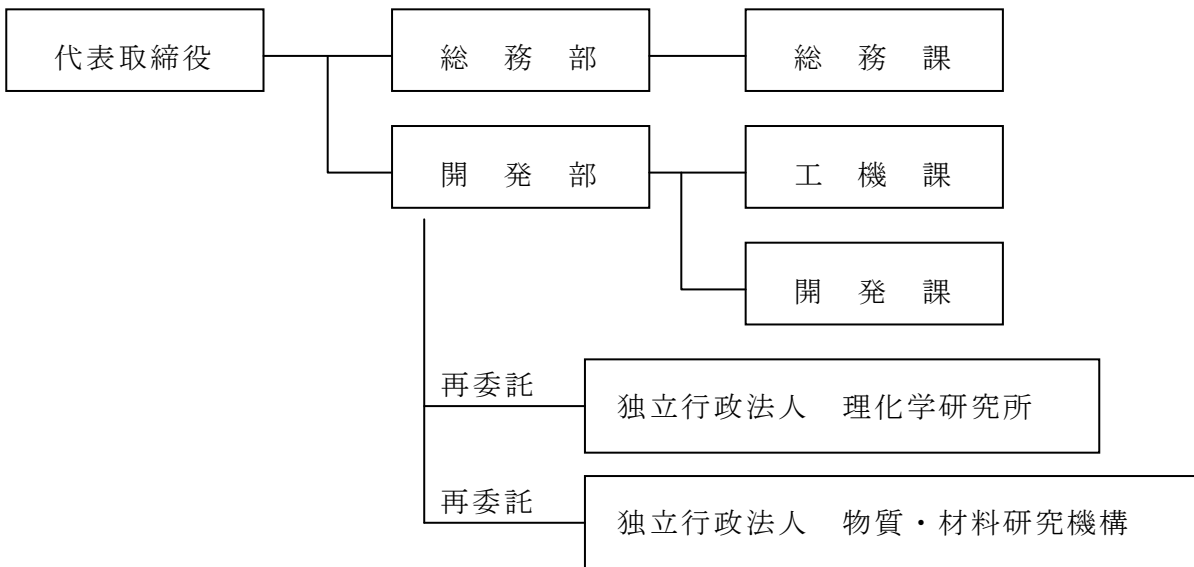 代表取締役
総務部
総務課
開発部
工機課
開発課
再委託
独立行政法人 理化学研究所
再委託
独立行政法人 物質・材料研究機構